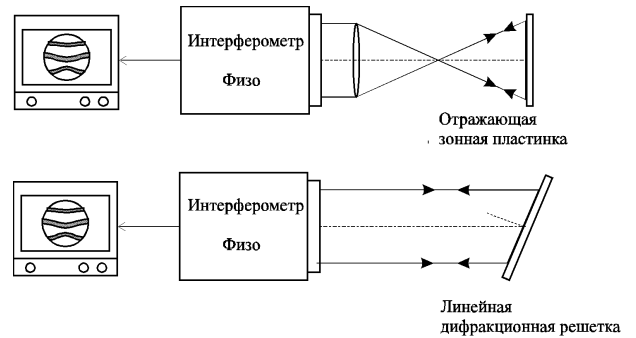 Интерферометр
Физо
Отражающая
зонная пластинка
Интерферометр
Физо
Линейная
дифракционная решетка